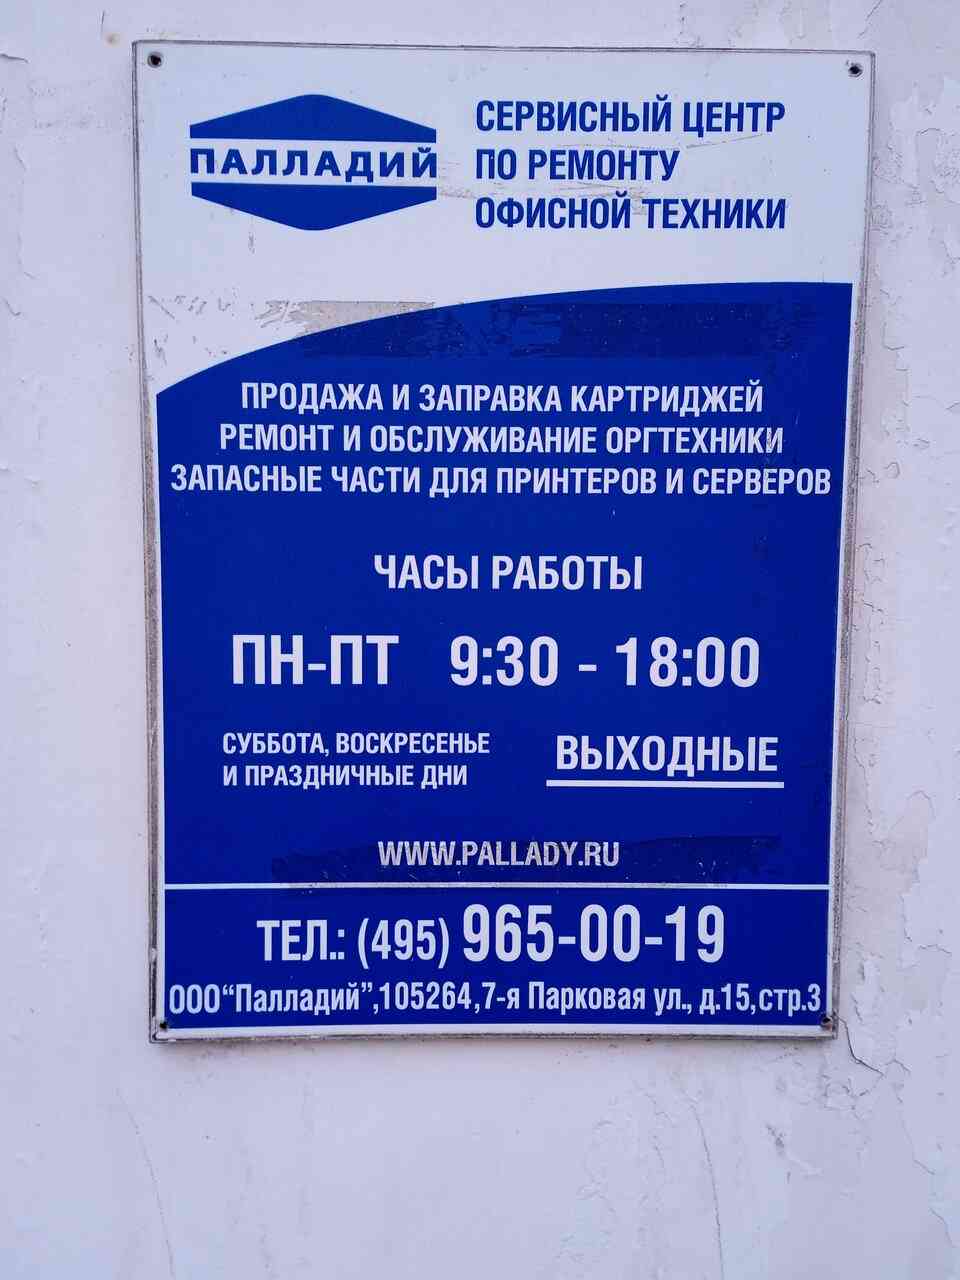 ПАЛЛАДИЙ
СЕРВИСНЫЙ ЦЕНТР
ПО РЕМОНТУ
ОФИСНОЙ ТЕХНИКИ
ПРОДАЖА И ЗАПРАВКА КАРТРИДЖЕЙ
РЕМОНТ И ОБСЛУЖИВАНИЕ ОРГТЕХНИКИ
ЗАПАСНЫЕ ЧАСТИ ДЛЯ ПРИНТЕРОВ И СЕРВЕРОВ
ЧАСЫ РАБОТЫ
ПН-ПТ 9:30 - 18:00
СУББОТА, ВОСКРЕСЕНЬЕ
И ПРАЗДНИЧНЫЕ ДНИ
ВЫХОДНЫЕ
WWW.PALLADY.RU
ТЕЛ.: (495) 965-00-19
ООО“Палладий”,105264,7-я Парковая ул., д.15,стр.3